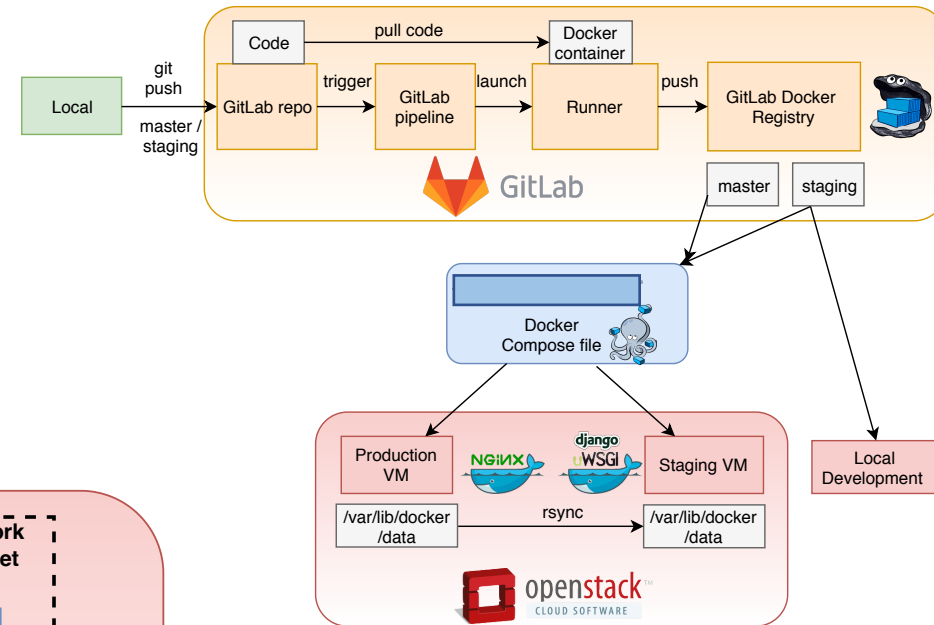 Code
pull code
Docker
container
git
push
Local
master /
staging
GitLab repo
trigger
GitLab
pipeline
launch
Runner
push
GitLab Docker
Registry
GitLab
master
staging
Docker
Compose file
Production
VM
NGiNX
django
uWSGI
Staging VM
Local
Development
/var/lib/docker
/data
rsync
/var/lib/docker
/data
openstack™
CLOUD SOFTWARE